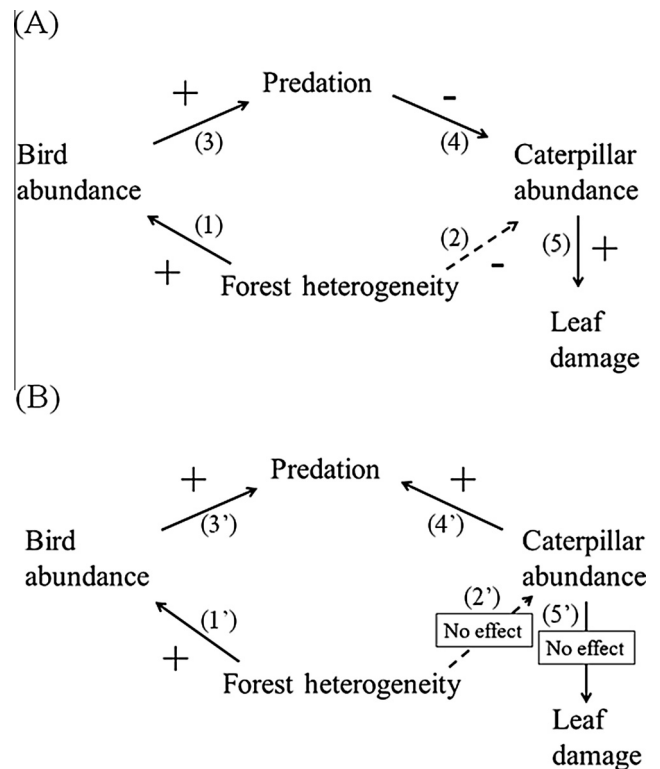 (A)
+
Predation
-
(3)
(4)
Bird
abundance
Caterpillar
abundance
(1)
(2)
(5)
+
+
-
Forest heterogeneity
Leaf
damage
(B)
+
Predation
+
(3')
(4')
Bird
abundance
Caterpillar
abundance
(1')
(2')
(5')
+
No effect
No effect
Forest heterogeneity
Leaf
damage